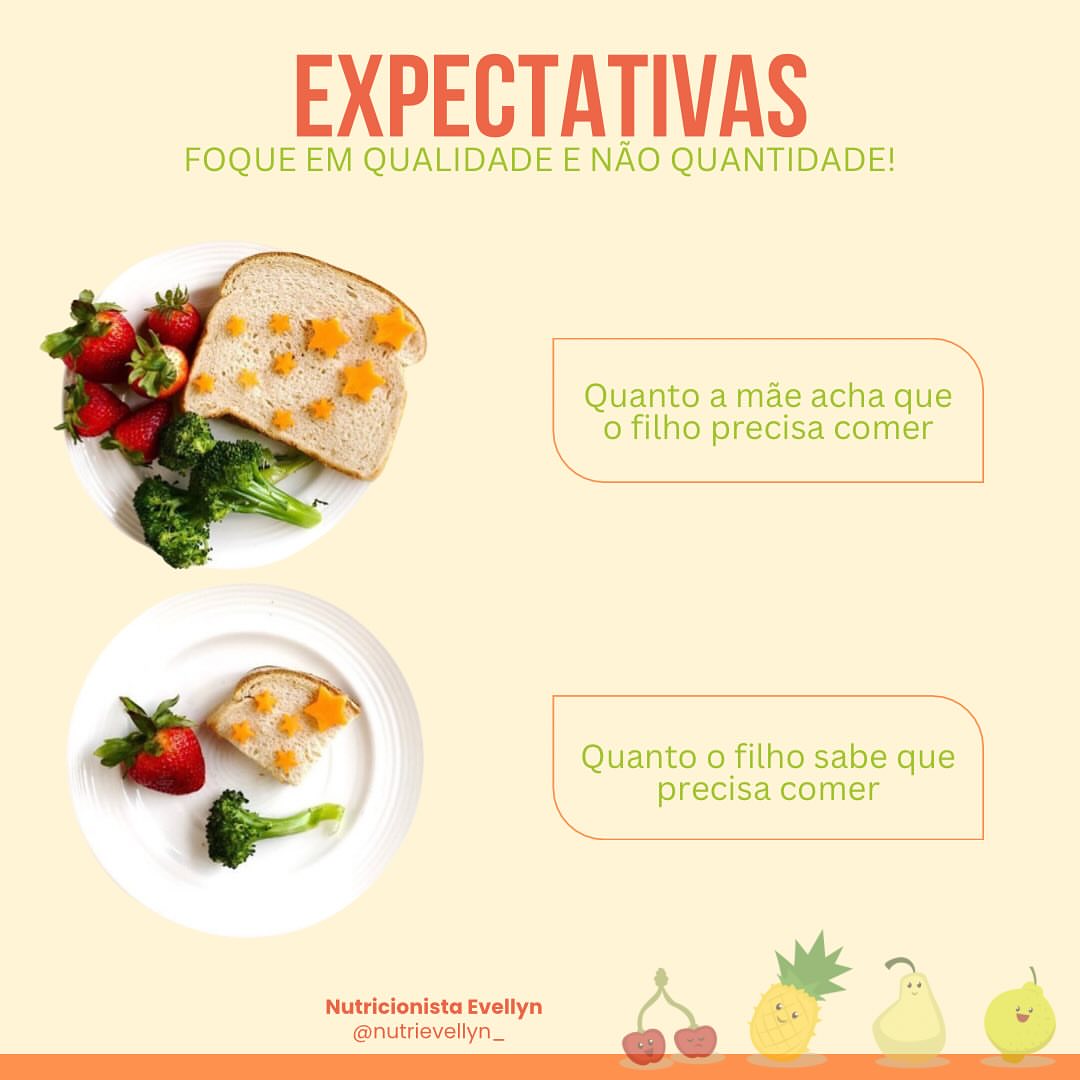 EXPECTATIVAS
FOQUE EM QUALIDADE E NÃO QUANTIDADE!
Quanto a mãe acha que
o filho precisa comer
Quanto o filho sabe que
precisa comer
Nutricionista Evellyn
@nutrievellyn_